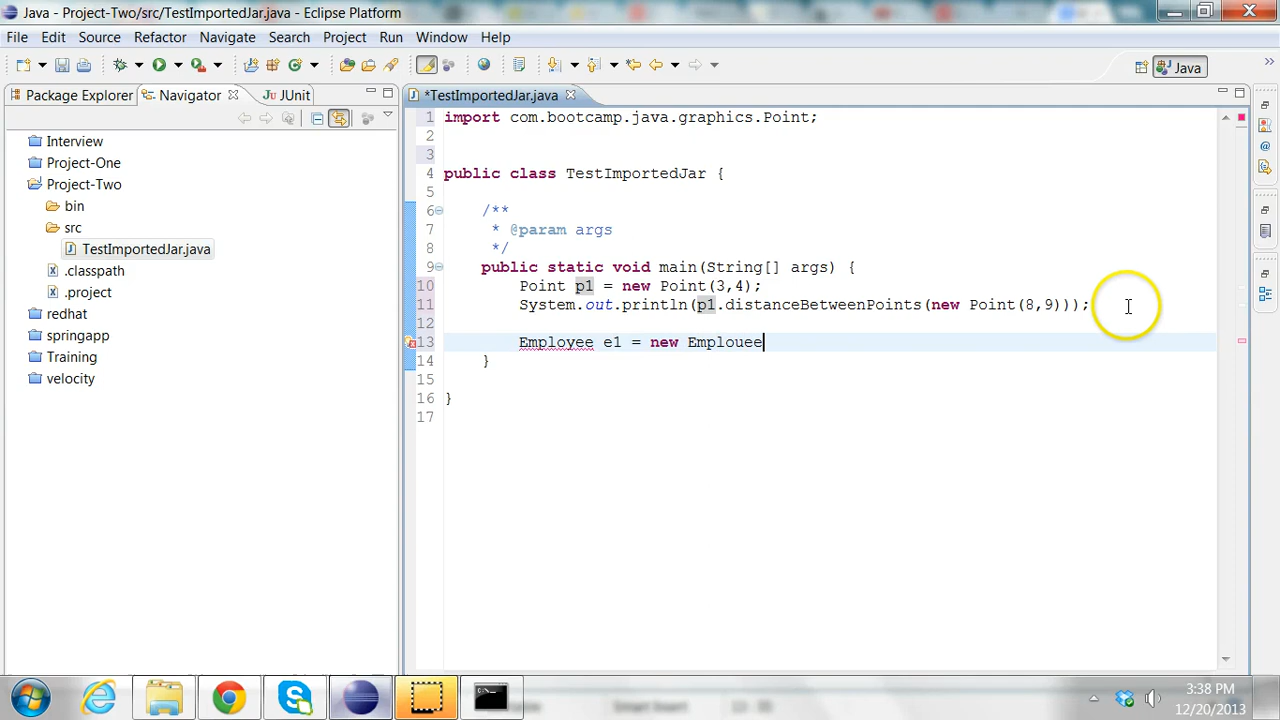 Java - Project-Two/src/TestImportedJar.java - Eclipse Platform
File Edit Source Refactor Navigate Search Project Run Window Help
Java
Package Explorer Navigator JUnit
*TestImportedJar.java
Interview
Project-One
Project-Two
bin
src
TestImportedJar.java
.classpath
.project
redhat
springapp
Training
velocity
1 import com.bootcamp.java.graphics.Point;
2
3
4 public class TestImportedJar {
5
6 /**
7 * @param args
8 */
9 public static void main(String[] args) {
10 Point p1 = new Point(3,4);
11 System.out.println(p1.distanceBetweenPoints(new Point(8,9)));
12
13 Employee e1 = new Emplouee
14 }
15
16 }
17
3:38 PM
12/20/2013